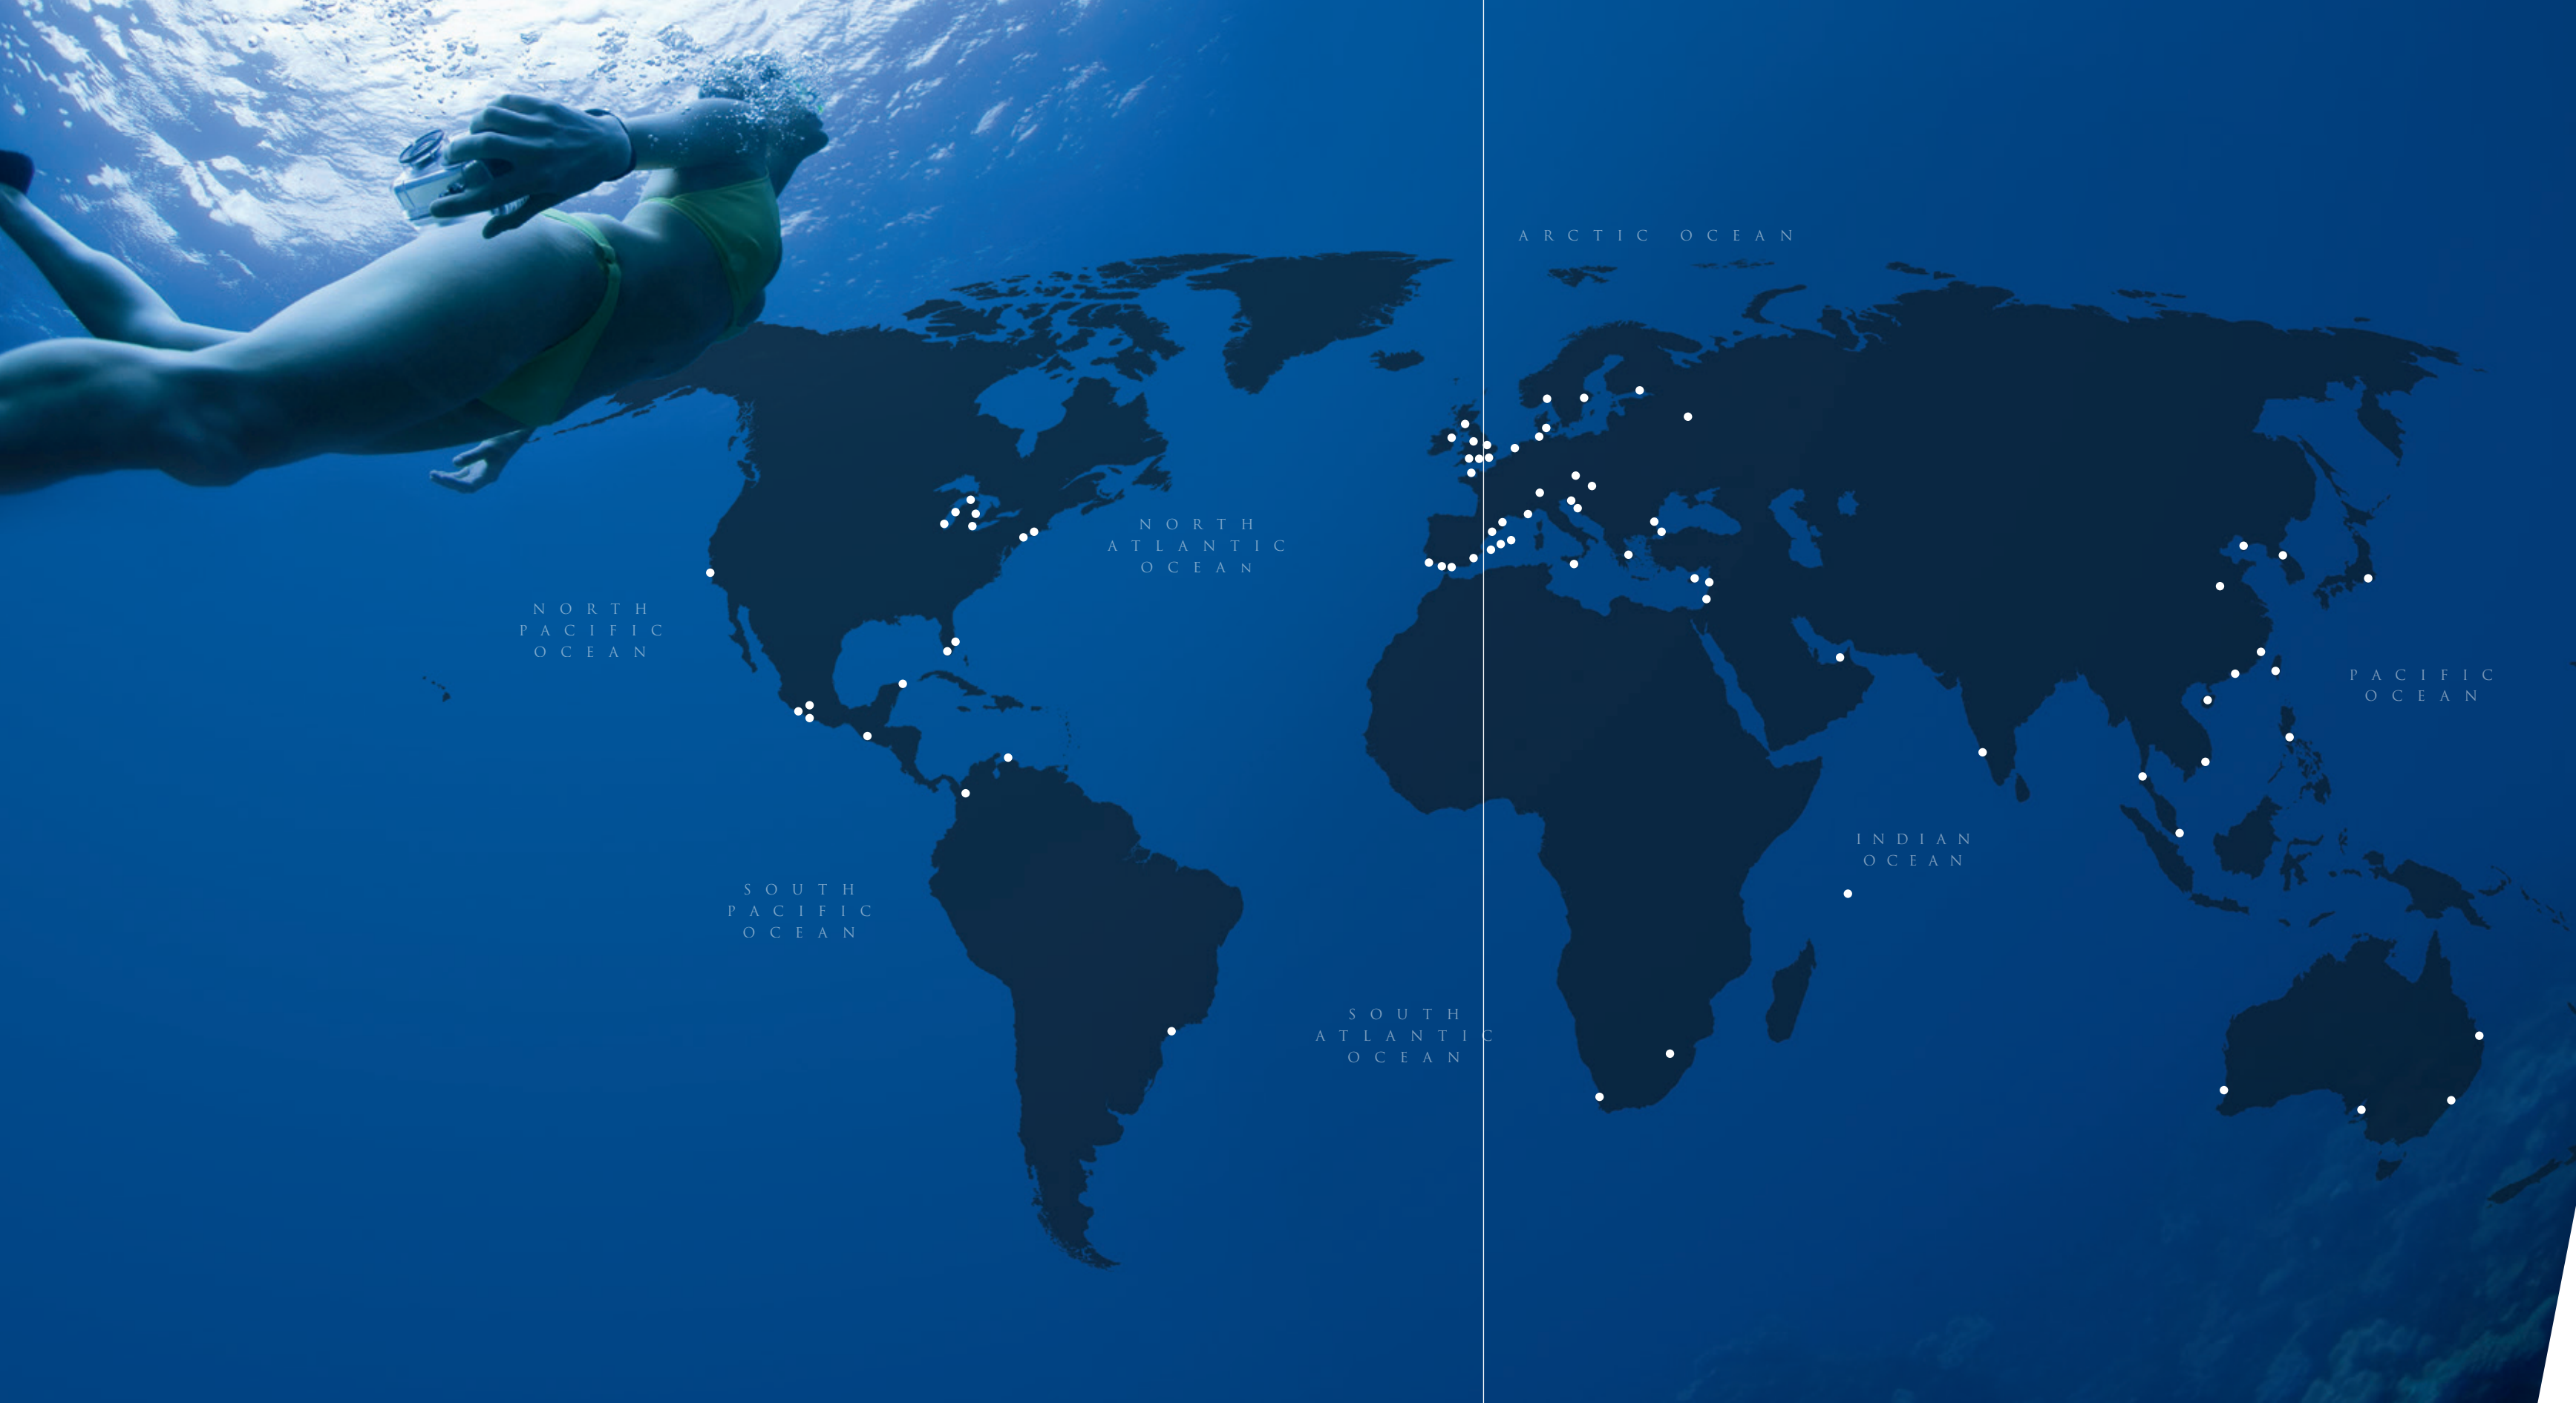 ARCTIC OCEAN
NORTH
ATLANTIC
OCEAN
NORTH
PACIFIC
OCEAN
PACIFIC
OCEAN
INDIAN
OCEAN
SOUTH
PACIFIC
OCEAN
SOUTH
ATLANTIC
OCEAN